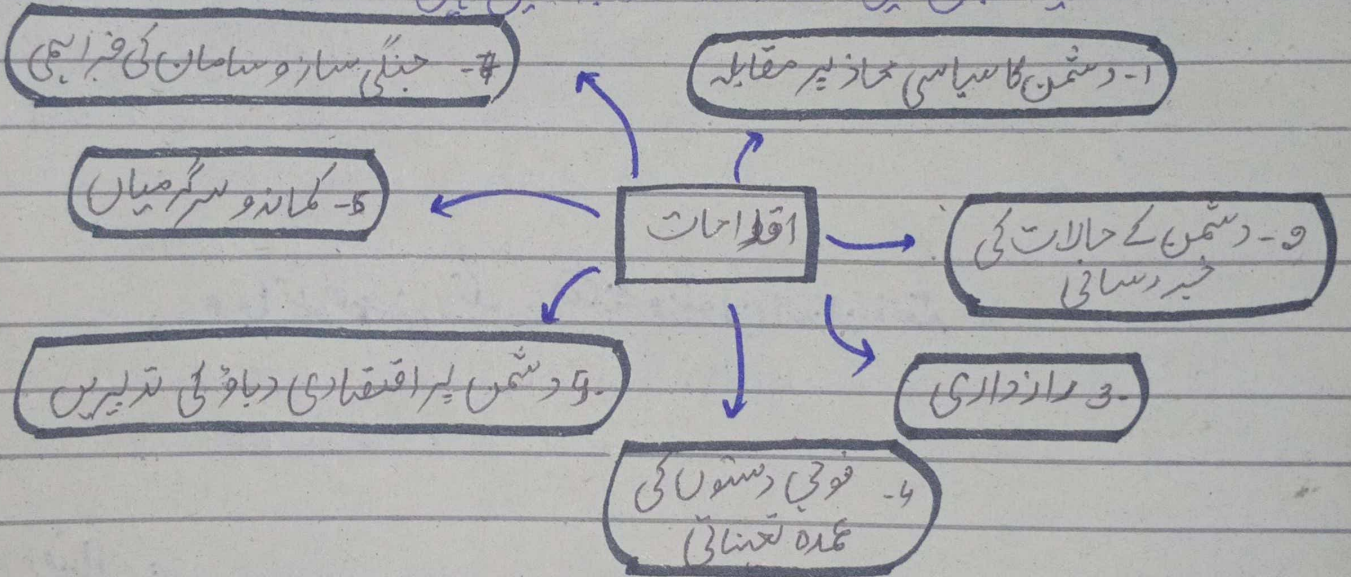 اقدامات
1- دشمن کا سیاسی محاذ پر مقابلہ
2- دشمن کے حالات کی
خبر رسانی
3- رازداری
4- فوجی دستوں کی
عمدہ تعیناتی
5- دشمن پر اقتصادی دباؤ کی تدبیریں
6- کمانڈو سرگرمیاں
7- جنگی ساز و سامان کی فراہمی